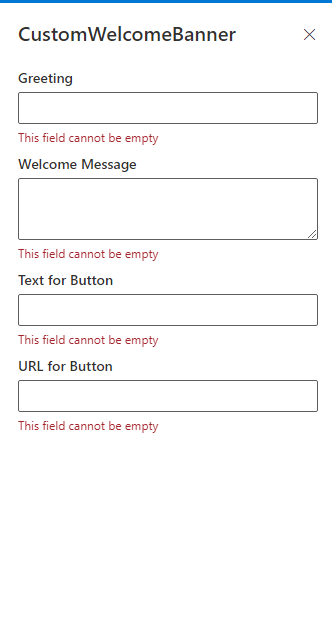 CustomWelcomeBanner
Greeting
This field cannot be empty
Welcome Message
This field cannot be empty
Text for Button
This field cannot be empty
URL for Button
This field cannot be empty